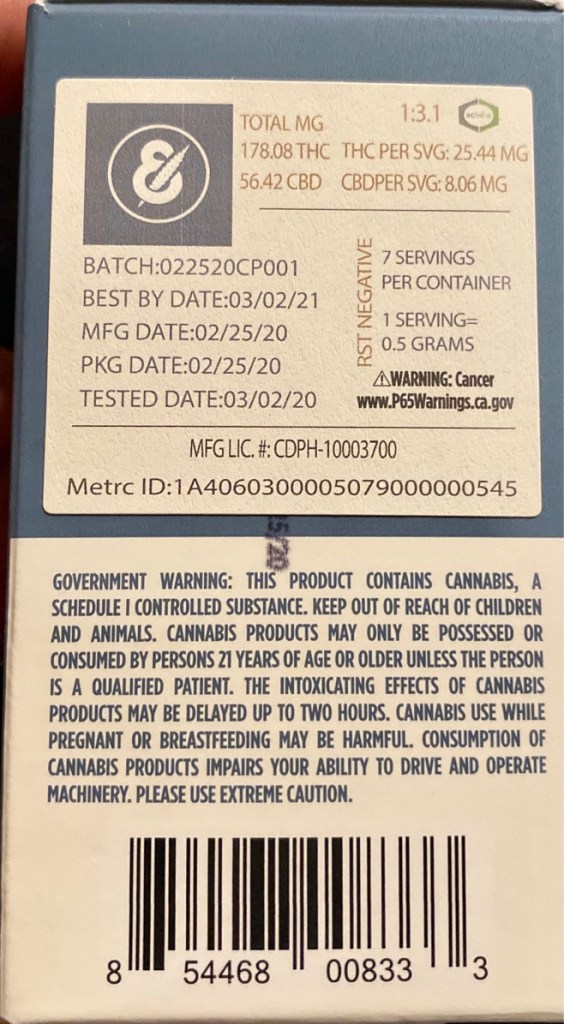 TOTAL MG
1:3.1
178.08 THC THC PER SVG: 25.44 MG
56.42 CBD CBDPER SVG: 8.06 MG
BATCH:022520CP001
BEST BY DATE:03/02/21
MFG DATE:02/25/20
PKG DATE:02/25/20
TESTED DATE:03/02/20
RST NEGATIVE
7 SERVINGS
PER CONTAINER
1 SERVING=
0.5 GRAMS
⚠WARNING: Cancer
www.P65Warnings.ca.gov
MFG LIC. #: CDPH-10003700
Metrc ID:1A4060300005079000000545
5/20
GOVERNMENT WARNING: THIS PRODUCT CONTAINS CANNABIS, A
SCHEDULE I CONTROLLED SUBSTANCE. KEEP OUT OF REACH OF CHILDREN
AND ANIMALS. CANNABIS PRODUCTS MAY ONLY BE POSSESSED OR
CONSUMED BY PERSONS 21 YEARS OF AGE OR OLDER UNLESS THE PERSON
IS A QUALIFIED PATIENT. THE INTOXICATING EFFECTS OF CANNABIS
PRODUCTS MAY BE DELAYED UP TO TWO HOURS. CANNABIS USE WHILE
PREGNANT OR BREASTFEEDING MAY BE HARMFUL. CONSUMPTION OF
CANNABIS PRODUCTS IMPAIRS YOUR ABILITY TO DRIVE AND OPERATE
MACHINERY. PLEASE USE EXTREME CAUTION.
8 54468 00833 3